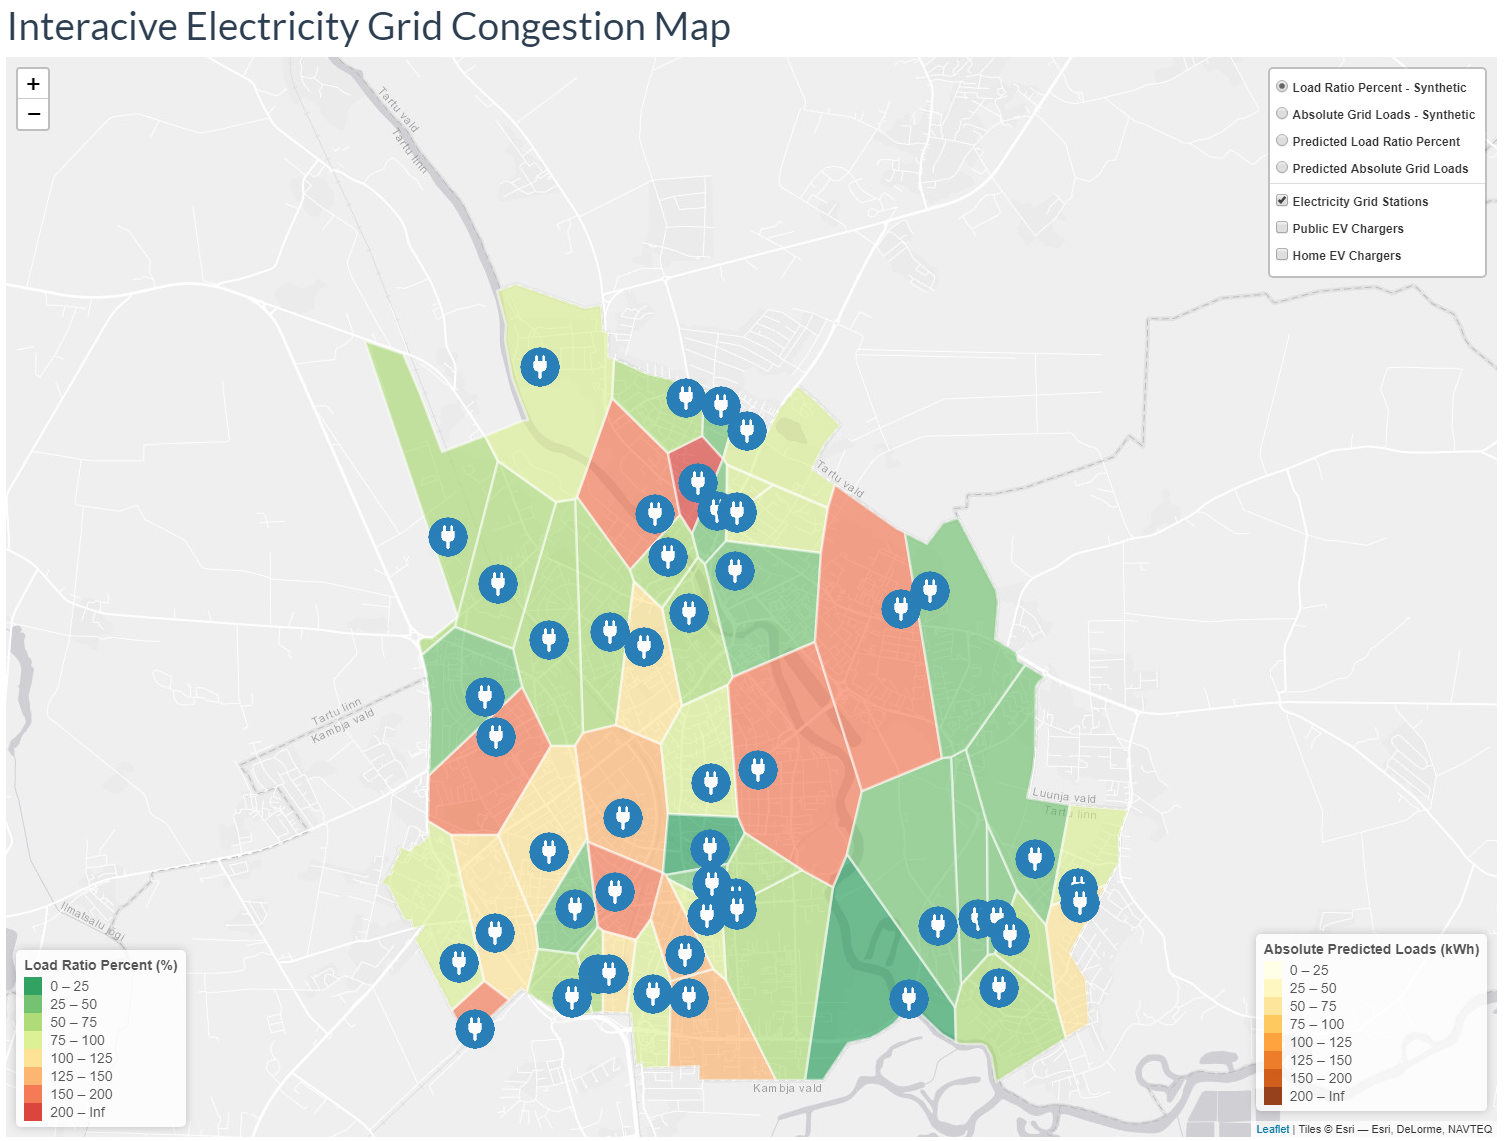 Interacive Electricity Grid Congestion Map
+
−
Load Ratio Percent - Synthetic
Absolute Grid Loads - Synthetic
Predicted Load Ratio Percent
Predicted Absolute Grid Loads
Electricity Grid Stations
Public EV Chargers
Home EV Chargers
Tartu vald
Tartu linn
Tartu vald
Tartu linn
Kambja vald
Luunja vald
Tartu linn
Ilmatsalu jõgi
Kambja vald
Load Ratio Percent (%)
0 – 25
25 – 50
50 – 75
75 – 100
100 – 125
125 – 150
150 – 200
200 – Inf
Absolute Predicted Loads (kWh)
0 – 25
25 – 50
50 – 75
75 – 100
100 – 125
125 – 150
150 – 200
200 – Inf
Leaflet | Tiles © Esri — Esri, DeLorme, NAVTEQ